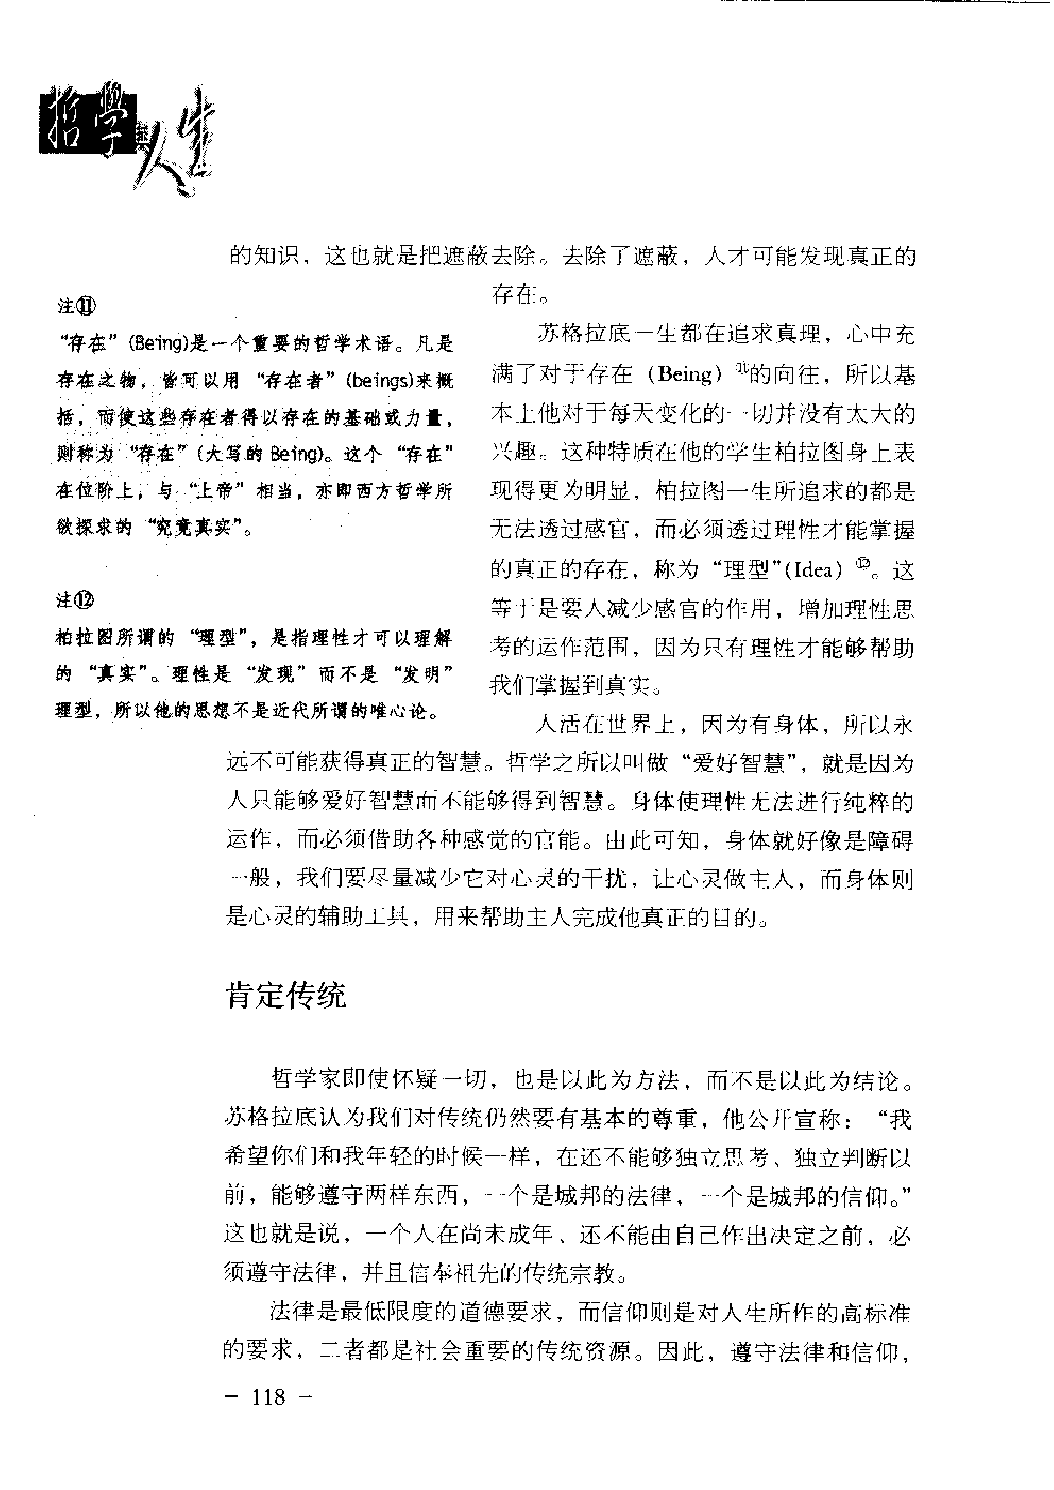 哲學與人生
的知识，这也就是把遮蔽去除。去除了遮蔽，人才可能发现真正的
存在。
苏格拉底一生都在追求真理，心中充
满了对于存在（Being）⑪的向往，所以基
本上他对于每天变化的一切并没有太大的
兴趣。这种特质在他的学生柏拉图身上表
现得更为明显，柏拉图一生所追求的都是
无法透过感官，而必须透过理性才能掌握
的真正的存在，称为“理型”(Idea）⑫。这
等于是要人减少感官的作用，增加理性思
考的运作范围，因为只有理性才能够帮助
我们掌握到真实。
人活在世界上，因为有身体，所以永
远不可能获得真正的智慧。哲学之所以叫做“爱好智慧”，就是因为
人只能够爱好智慧而不能够得到智慧。身体使理性无法进行纯粹的
运作，而必须借助各种感觉的官能。由此可知，身体就好像是障碍
一般，我们要尽量减少它对心灵的干扰，让心灵做主人，而身体则
是心灵的辅助工具，用来帮助主人完成他真正的目的。
注⑪
“存在”(Being)是一个重要的哲学术语。凡是
存在之物，皆可以用“存在者”(beings)来概
括，而使这些存在者得以存在的基础或力量，
则称为“存在”(大写的Being)。这个“存在”
在位阶上，与“上帝”相当，亦即西方哲学所
欲探求的“究竟真实”。
注⑫
柏拉图所谓的“理型”，是指理性才可以理解
的“真实”。理性是“发现”而不是“发明”
理型，所以他的思想不是近代所谓的唯心论。
肯定传统
哲学家即使怀疑一切，也是以此为方法，而不是以此为结论。
苏格拉底认为我们对传统仍然要有基本的尊重，他公开宣称：“我
希望你们和我年轻的时候一样，在还不能够独立思考、独立判断以
前，能够遵守两样东西，一个是城邦的法律，一个是城邦的信仰。”
这也就是说，一个人在尚未成年、还不能由自己作出决定之前，必
须遵守法律，并且信奉祖先的传统宗教。
法律是最低限度的道德要求，而信仰则是对人生所作的高标准
的要求，二者都是社会重要的传统资源。因此，遵守法律和信仰，
－ 118 －